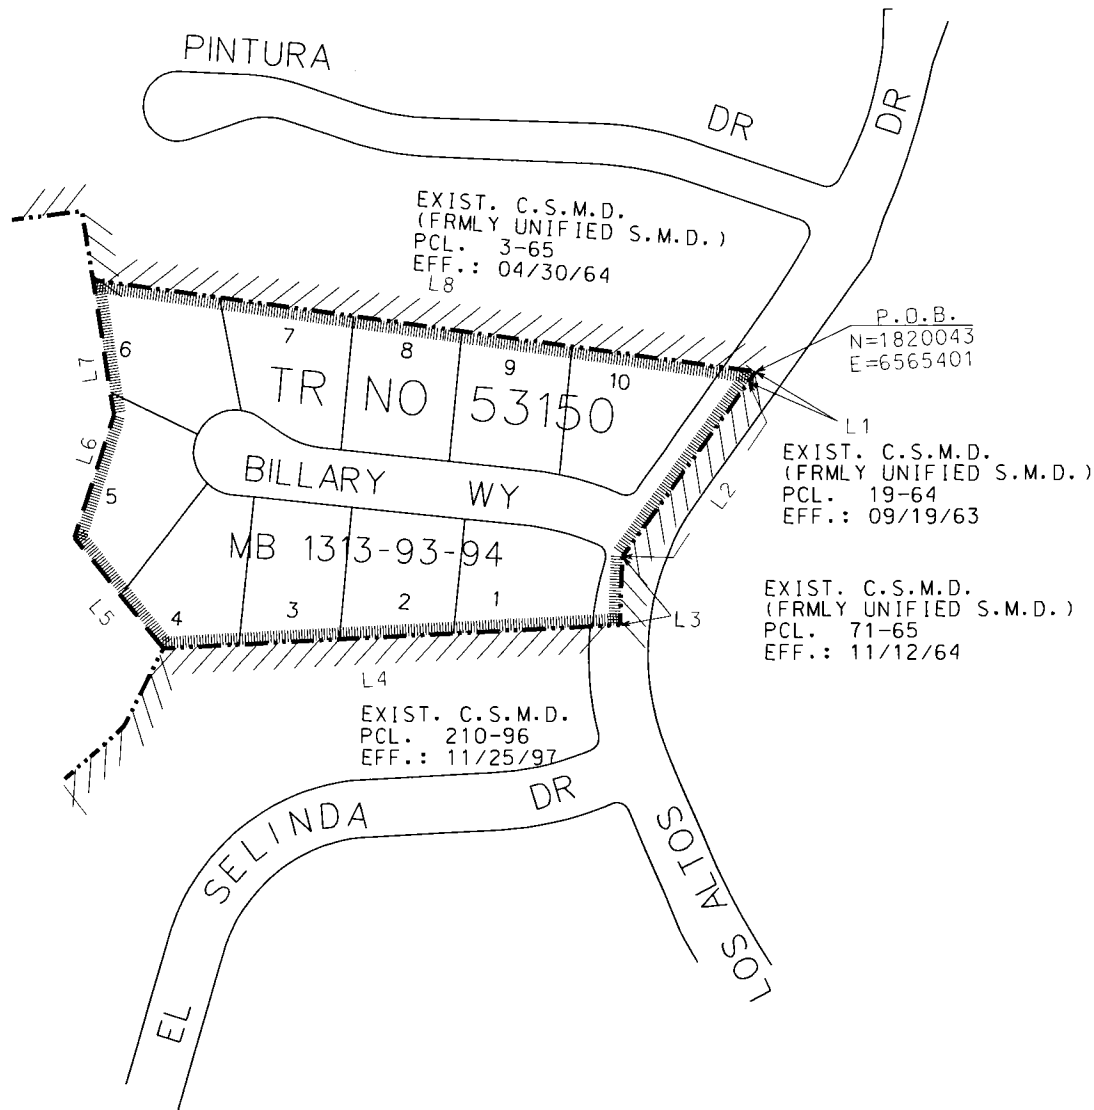 PINTURA
DR
DR
EXIST. C.S.M.D.
(FRMLY UNIFIED S.M.D.)
PCL. 3-65
EFF.: 04/30/64
L8
P.O.B.
N=1820043
E=6565401
L7
6
7
8
9
10
TR NO 53150
L1
L6
EXIST. C.S.M.D.
(FRMLY UNIFIED S.M.D.)
PCL. 19-64
EFF.: 09/19/63
L2
BILLARY WY
5
MB 1313-93-94
L5
4
3
2
1
L3
EXIST. C.S.M.D.
(FRMLY UNIFIED S.M.D.)
PCL. 71-65
EFF.: 11/12/64
L4
EXIST. C.S.M.D.
PCL. 210-96
EFF.: 11/25/97
EL SELINDA DR
LOS ALTOS